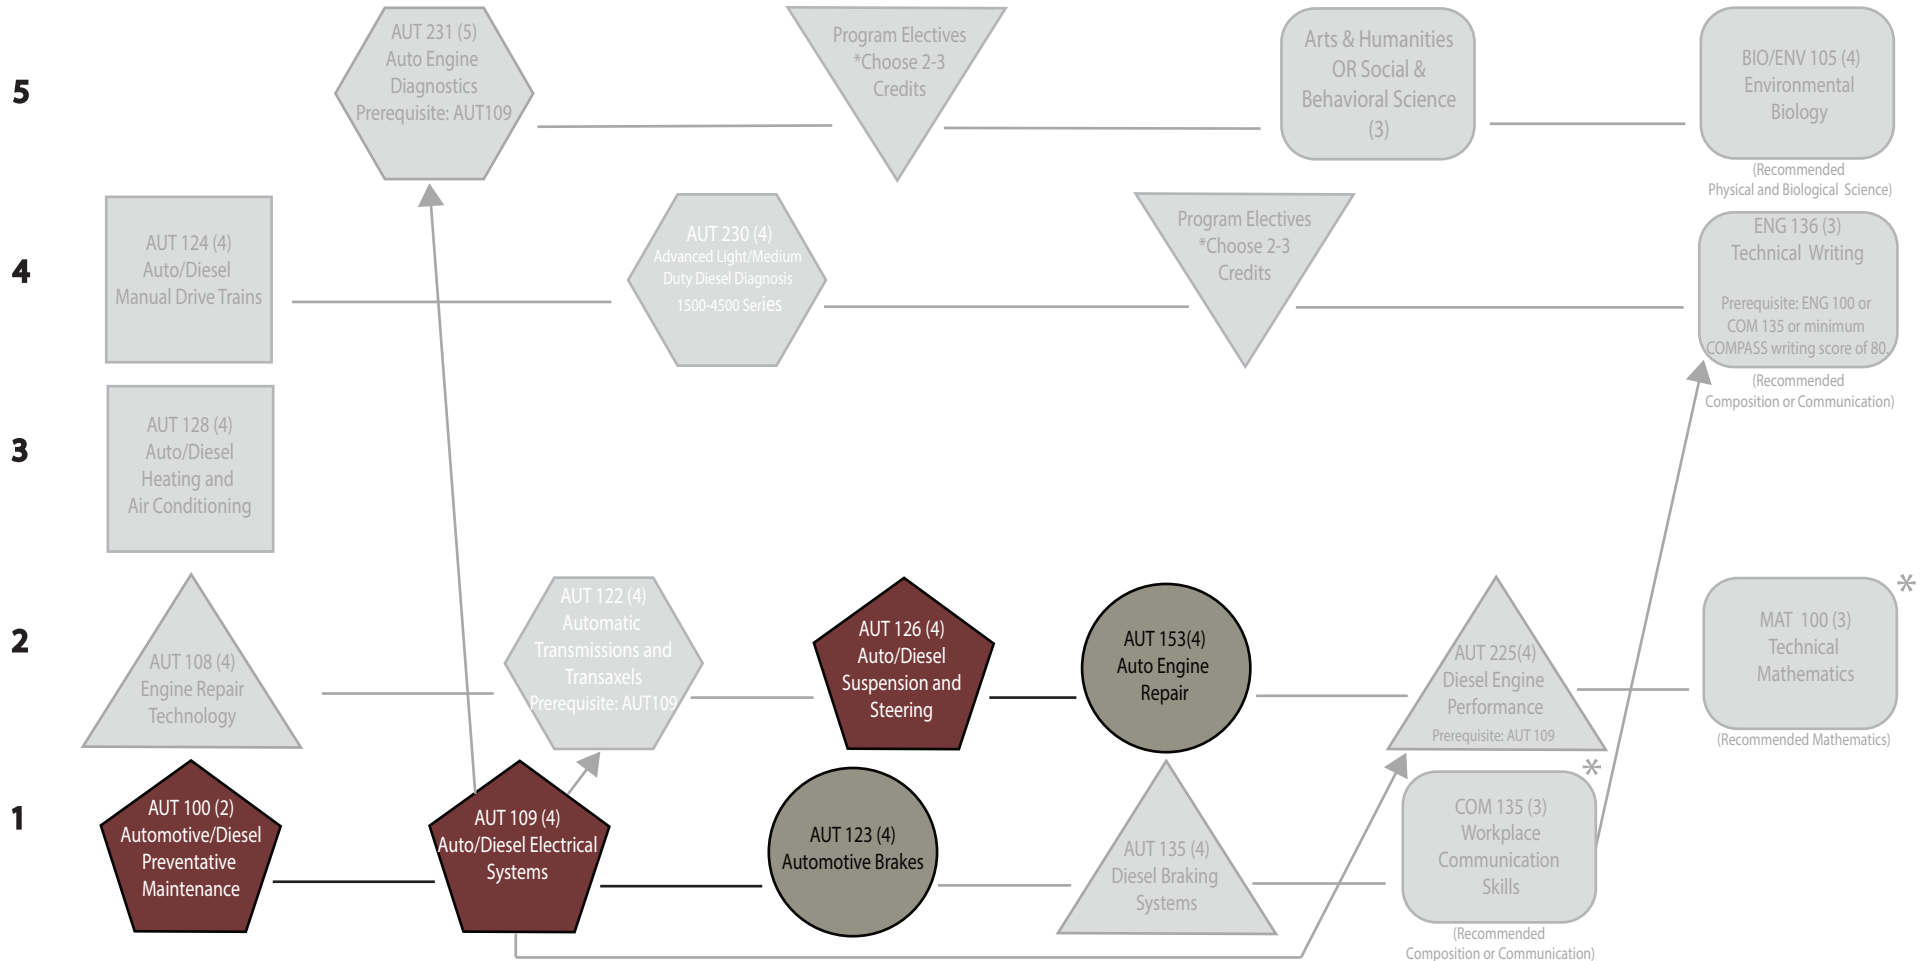 5
AUT 231 (5)
Auto Engine
Diagnostics
Prerequisite: AUT109
Program Electives
*Choose 2-3
Credits
Arts & Humanities
OR Social &
Behavioral Science
(3)
BIO/ENV 105 (4)
Environmental
Biology
(Recommended
Physical and Biological Science)
4
AUT 124 (4)
Auto/Diesel
Manual Drive Trains
AUT 230 (4)
Advanced Light/Medium
Duty Diesel Diagnosis
1500-4500 Series
Program Electives
*Choose 2-3
Credits
ENG 136 (3)
Technical Writing
Prerequisite: ENG 100 or
COM 135 or minimum
COMPASS writing score of 80.
(Recommended
Composition or Communication)
3
AUT 128 (4)
Auto/Diesel
Heating and
Air Conditioning
2
AUT 108 (4)
Engine Repair
Technology
AUT 122 (4)
Automatic
Transmissions and
Transaxels
Prerequisite: AUT109
AUT 126 (4)
Auto/Diesel
Suspension and
Steering
AUT 153(4)
Auto Engine
Repair
AUT 225(4)
Diesel Engine
Performance
Prerequisite: AUT 109
MAT 100 (3)
Technical
Mathematics
*
(Recommended Mathematics)
1
AUT 100 (2)
Automotive/Diesel
Preventative
Maintenance
AUT 109 (4)
Auto/Diesel Electrical
Systems
AUT 123 (4)
Automotive Brakes
AUT 135 (4)
Diesel Braking
Systems
COM 135 (3)
Workplace
Communication
Skills
*
(Recommended
Composition or Communication)